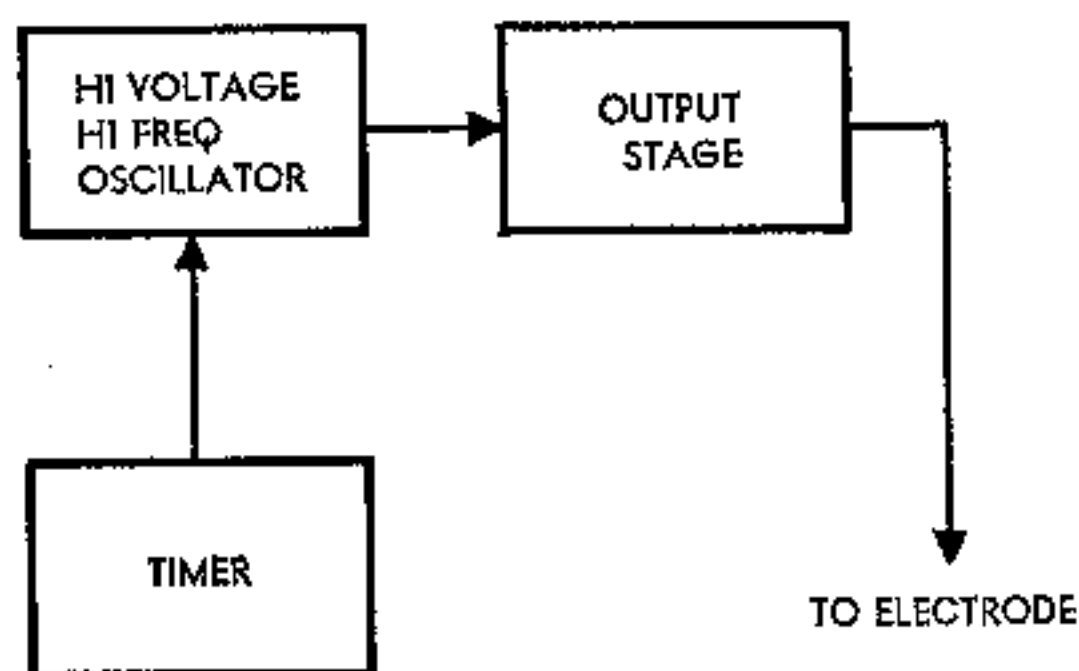 HI VOLTAGE
HI FREQ
OSCILLATOR
OUTPUT
STAGE
TIMER
TO ELECTRODE